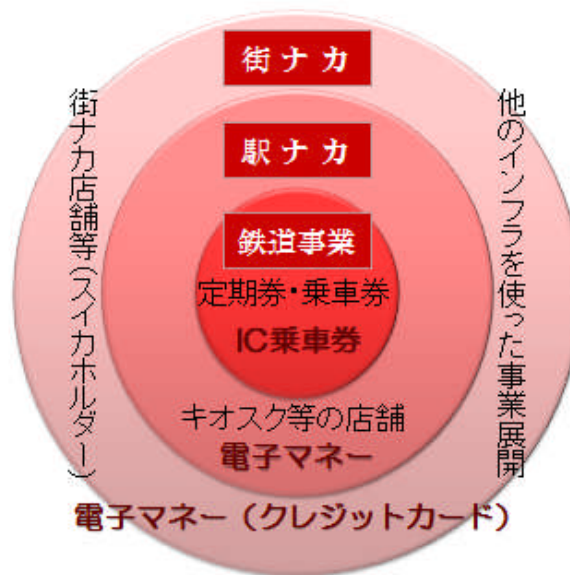 街ナカ
駅ナカ
鉄道事業
定期券・乗車券
IC乗車券
キオスク等の店舗
電子マネー
電子マネー（クレジットカード）
他のインフラを使った事業展開
街ナカ店舗等（スイカホルダー）